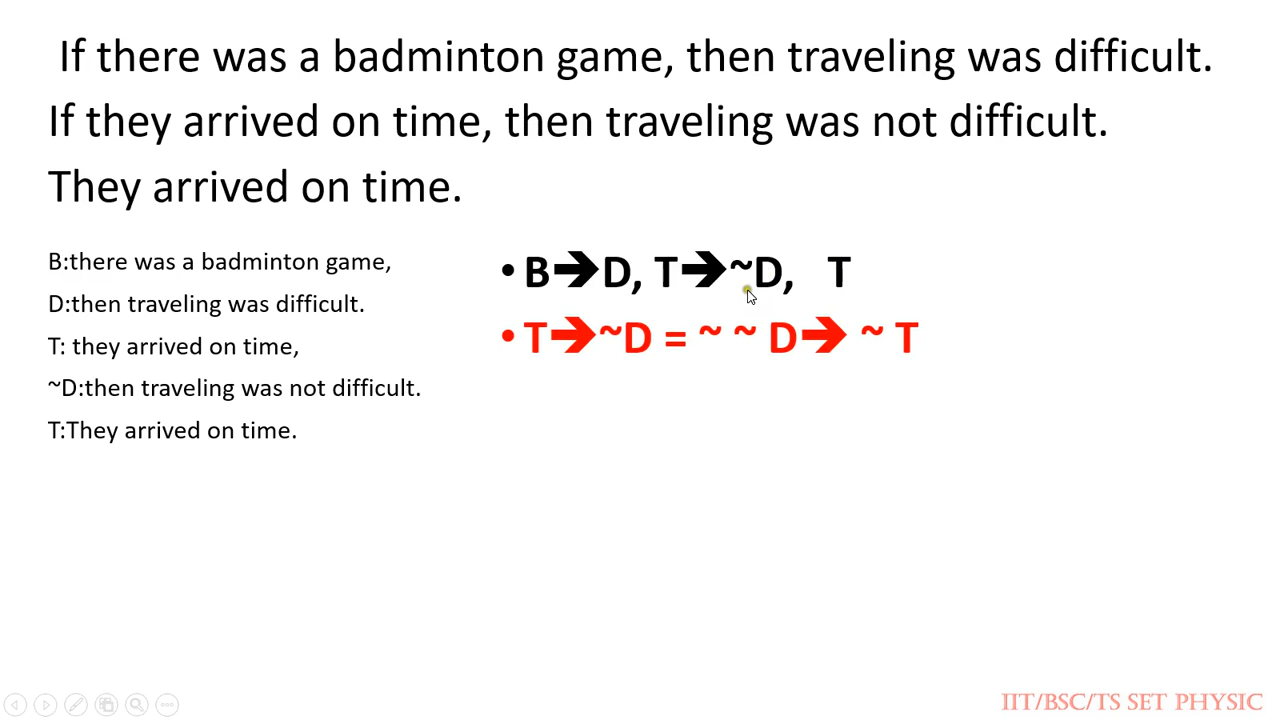 If there was a badminton game, then traveling was difficult.
If they arrived on time, then traveling was not difficult.
They arrived on time.
B:there was a badminton game,
D:then traveling was difficult.
T: they arrived on time,
~D:then traveling was not difficult.
T:They arrived on time.
• B➔D, T➔~D, T
• T➔~D = ~ ~ D➔ ~ T
IIT/BSC/TS SET PHYSIC